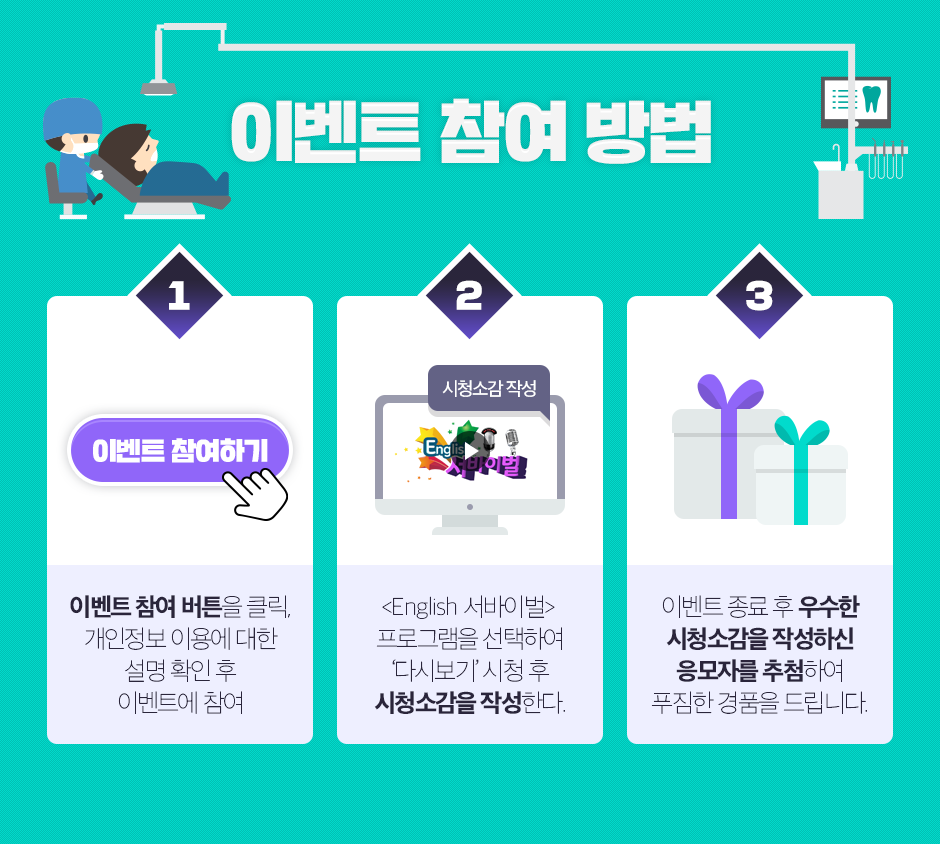 이벤트 참여 방법
1
이벤트 참여하기
이벤트 참여 버튼을 클릭,
개인정보 이용에 대한
설명 확인 후
이벤트에 참여
2
시청소감 작성
Englis
서바이벌
<English 서바이벌>
프로그램을 선택하여
‘다시보기’ 시청 후
시청소감을 작성한다.
3
이벤트 종료 후 우수한
시청소감을 작성하신
응모자를 추첨하여
푸짐한 경품을 드립니다.